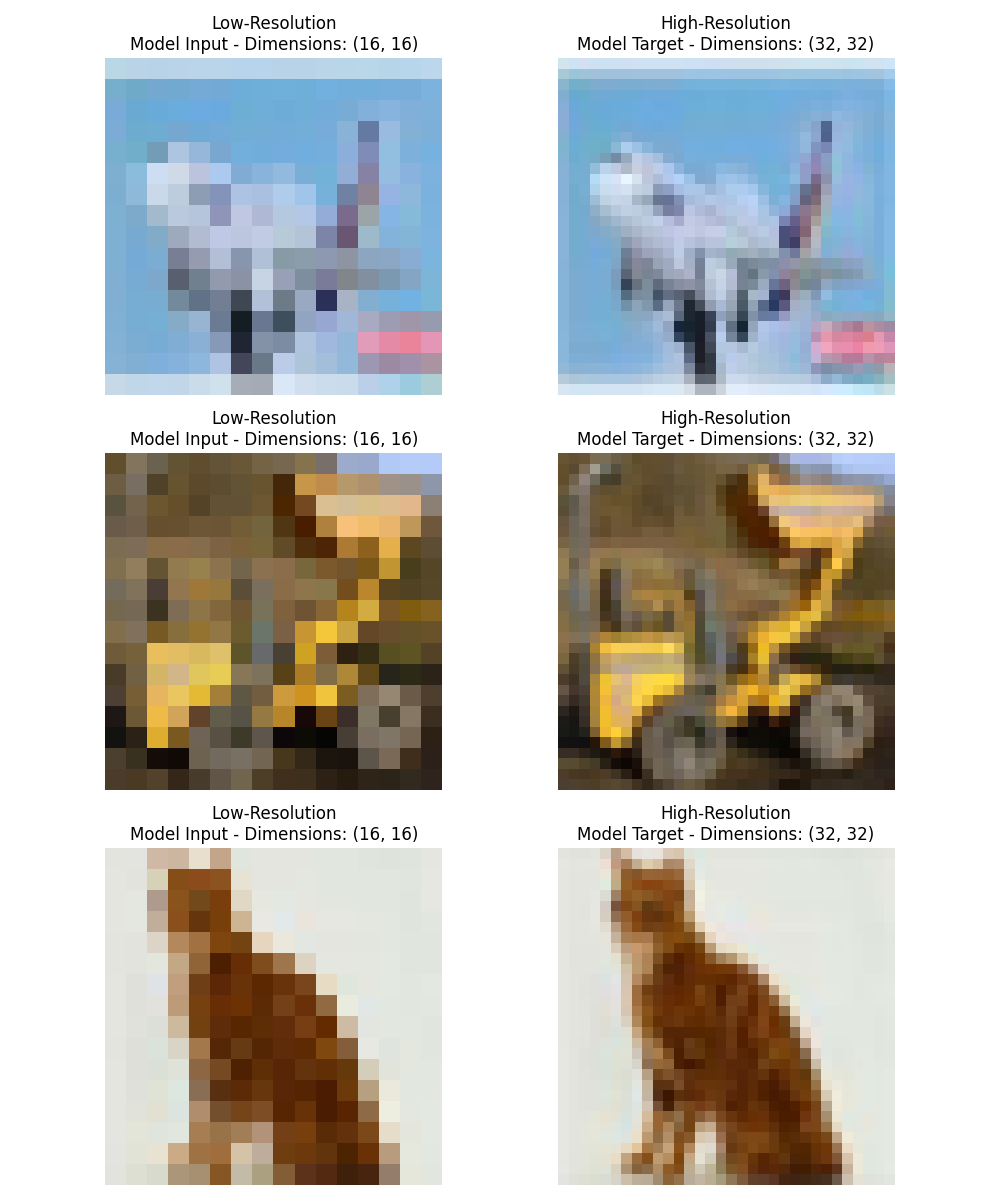 Low-Resolution
Model Input - Dimensions: (16, 16)
High-Resolution
Model Target - Dimensions: (32, 32)
Low-Resolution
Model Input - Dimensions: (16, 16)
High-Resolution
Model Target - Dimensions: (32, 32)
Low-Resolution
Model Input - Dimensions: (16, 16)
High-Resolution
Model Target - Dimensions: (32, 32)